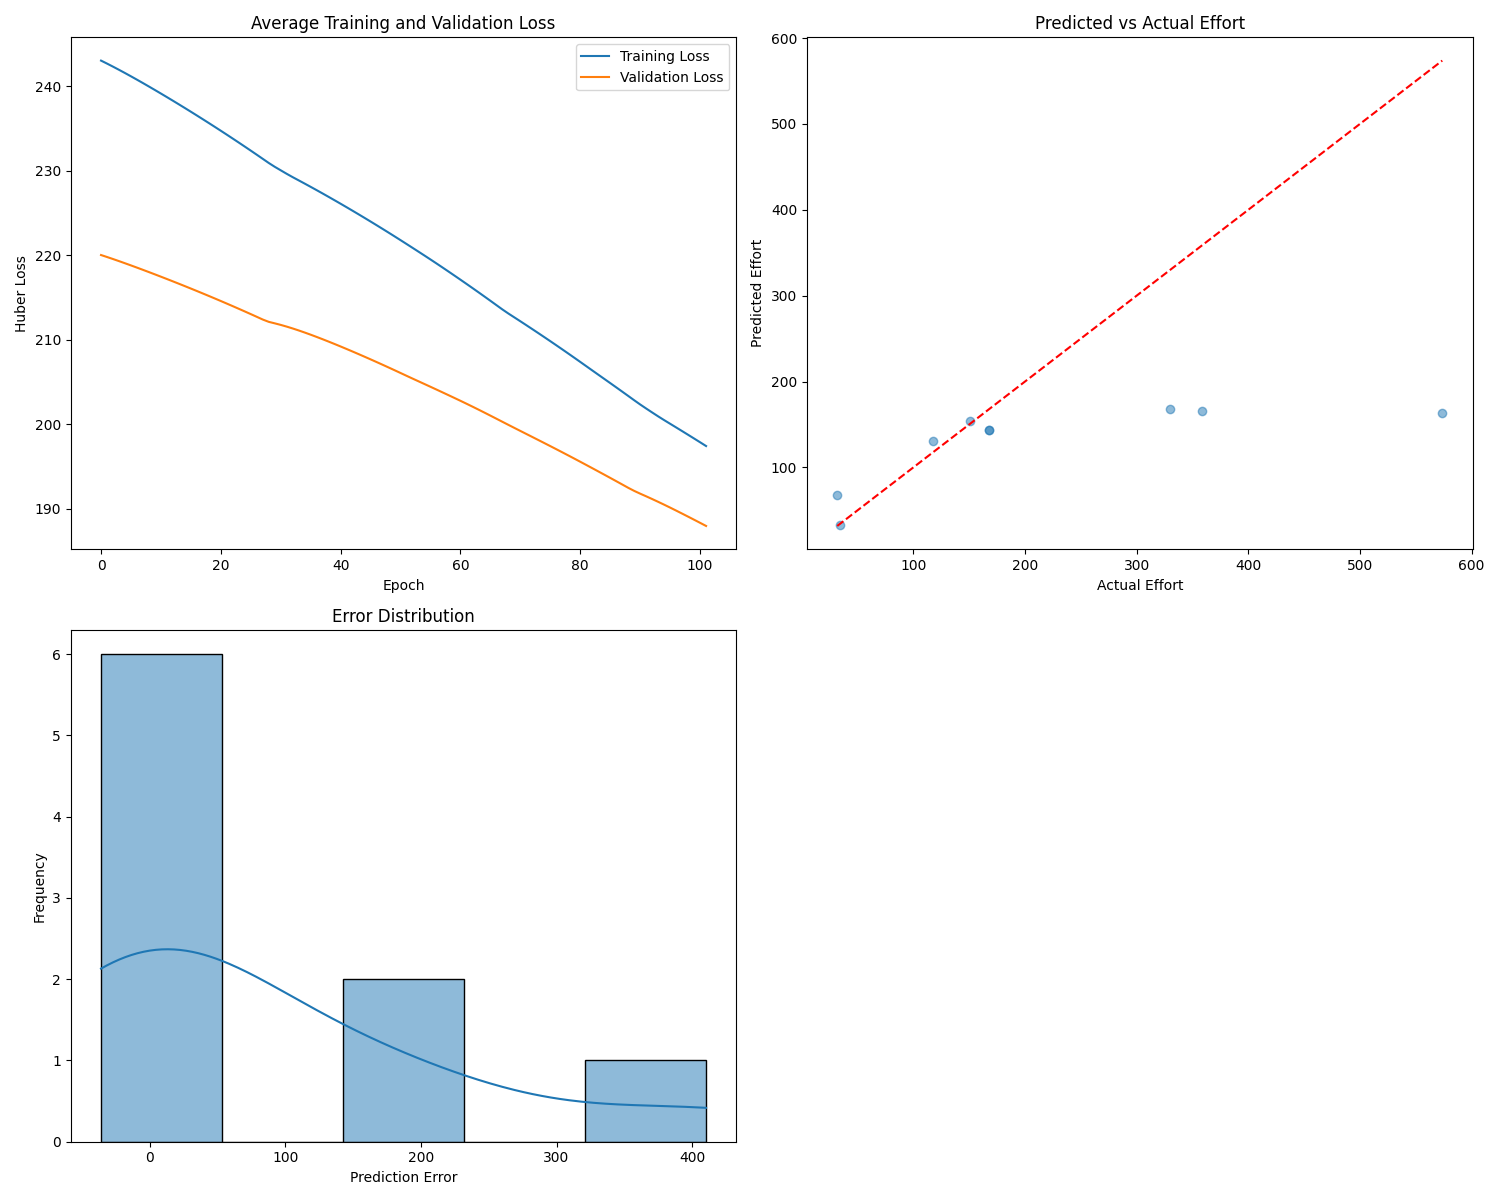 Average Training and Validation Loss
Training Loss
Validation Loss
240
230
220
210
200
190
Huber Loss
0 20 40 60 80 100
Epoch
Predicted vs Actual Effort
600
500
400
300
200
100
Predicted Effort
100 200 300 400 500 600
Actual Effort
Error Distribution
6
5
4
3
2
1
0
Frequency
0 100 200 300 400
Prediction Error